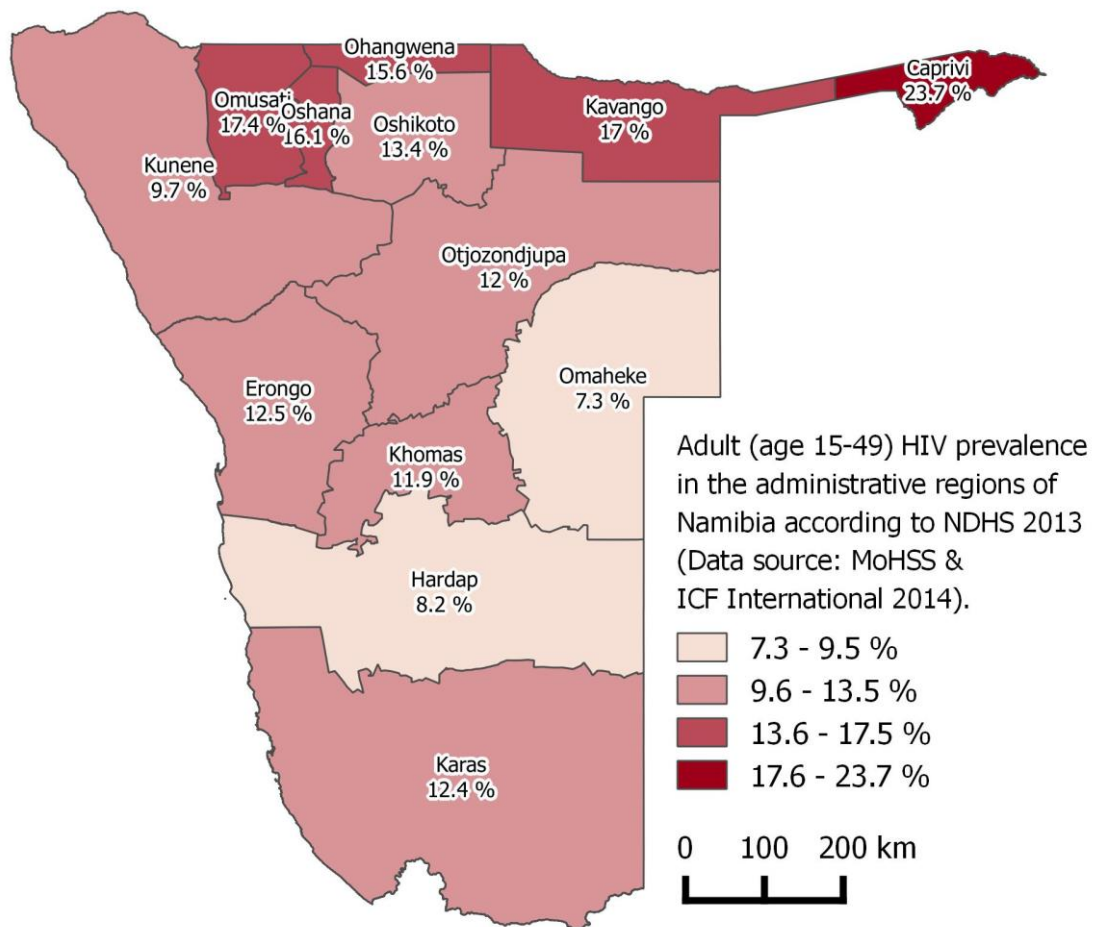 Ohangwena
15.6 %
Caprivi
23.7 %
Omusati
17.4 %
Oshana
16.1 %
Oshikoto
13.4 %
Kavango
17 %
Kunene
9.7 %
Otjozondjupa
12 %
Omaheke
7.3 %
Erongo
12.5 %
Khomas
11.9 %
Hardap
8.2 %
Karas
12.4 %
Adult (age 15-49) HIV prevalence
in the administrative regions of
Namibia according to NDHS 2013
(Data source: MoHSS &
ICF International 2014).
7.3 - 9.5 %
9.6 - 13.5 %
13.6 - 17.5 %
17.6 - 23.7 %
0 100 200 km